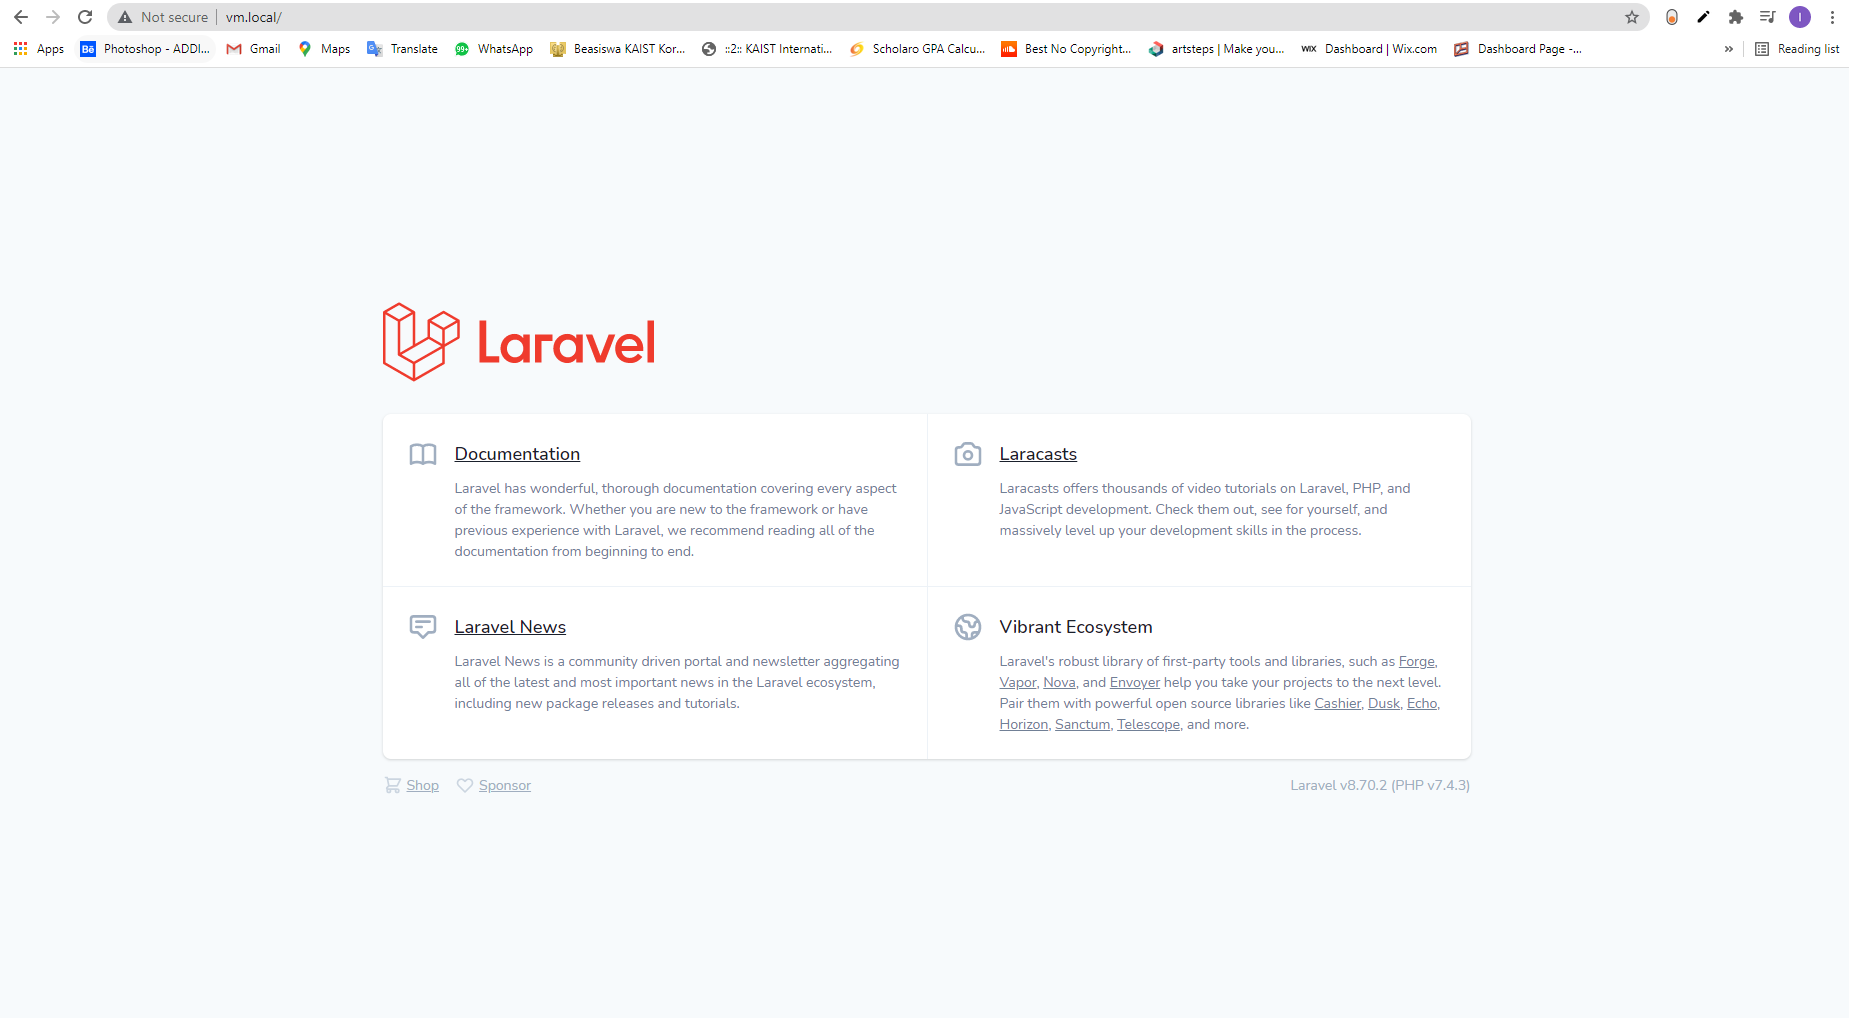 Not secure vm.local/
Apps Photoshop - ADDI... Gmail Maps Translate WhatsApp Beasiswa KAIST Kor... ::2:: KAIST Internati... Scholaro GPA Calcu... Best No Copyright... artsteps | Make you... WIX Dashboard | Wix.com Dashboard Page -... » Reading list
Laravel
Documentation
Laravel has wonderful, thorough documentation covering every aspect
of the framework. Whether you are new to the framework or have
previous experience with Laravel, we recommend reading all of the
documentation from beginning to end.
Laracasts
Laracasts offers thousands of video tutorials on Laravel, PHP, and
JavaScript development. Check them out, see for yourself, and
massively level up your development skills in the process.
Laravel News
Laravel News is a community driven portal and newsletter aggregating
all of the latest and most important news in the Laravel ecosystem,
including new package releases and tutorials.
Vibrant Ecosystem
Laravel's robust library of first-party tools and libraries, such as Forge,
Vapor, Nova, and Envoyer help you take your projects to the next level.
Pair them with powerful open source libraries like Cashier, Dusk, Echo,
Horizon, Sanctum, Telescope, and more.
Shop Sponsor
Laravel v8.70.2 (PHP v7.4.3)